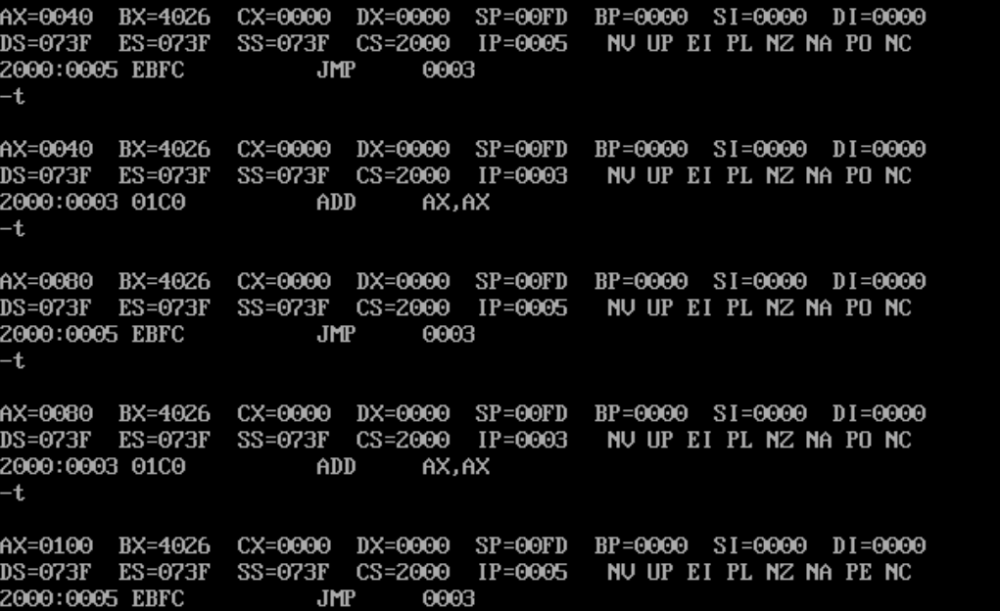 AX=0040  BX=4026  CX=0000  DX=0000  SP=00FD  BP=0000  SI=0000  DI=0000
DS=073F  ES=073F  SS=073F  CS=2000  IP=0005   NV UP EI PL NZ NA PO NC
2000:0005 EBFC          JMP     0003
-t
AX=0040  BX=4026  CX=0000  DX=0000  SP=00FD  BP=0000  SI=0000  DI=0000
DS=073F  ES=073F  SS=073F  CS=2000  IP=0003   NV UP EI PL NZ NA PO NC
2000:0003 01C0          ADD     AX,AX
-t
AX=0080  BX=4026  CX=0000  DX=0000  SP=00FD  BP=0000  SI=0000  DI=0000
DS=073F  ES=073F  SS=073F  CS=2000  IP=0005   NV UP EI PL NZ NA PO NC
2000:0005 EBFC          JMP     0003
-t
AX=0080  BX=4026  CX=0000  DX=0000  SP=00FD  BP=0000  SI=0000  DI=0000
DS=073F  ES=073F  SS=073F  CS=2000  IP=0003   NV UP EI PL NZ NA PO NC
2000:0003 01C0          ADD     AX,AX
-t
AX=0100  BX=4026  CX=0000  DX=0000  SP=00FD  BP=0000  SI=0000  DI=0000
DS=073F  ES=073F  SS=073F  CS=2000  IP=0005   NV UP EI PL NZ NA PE NC
2000:0005 EBFC          JMP     0003